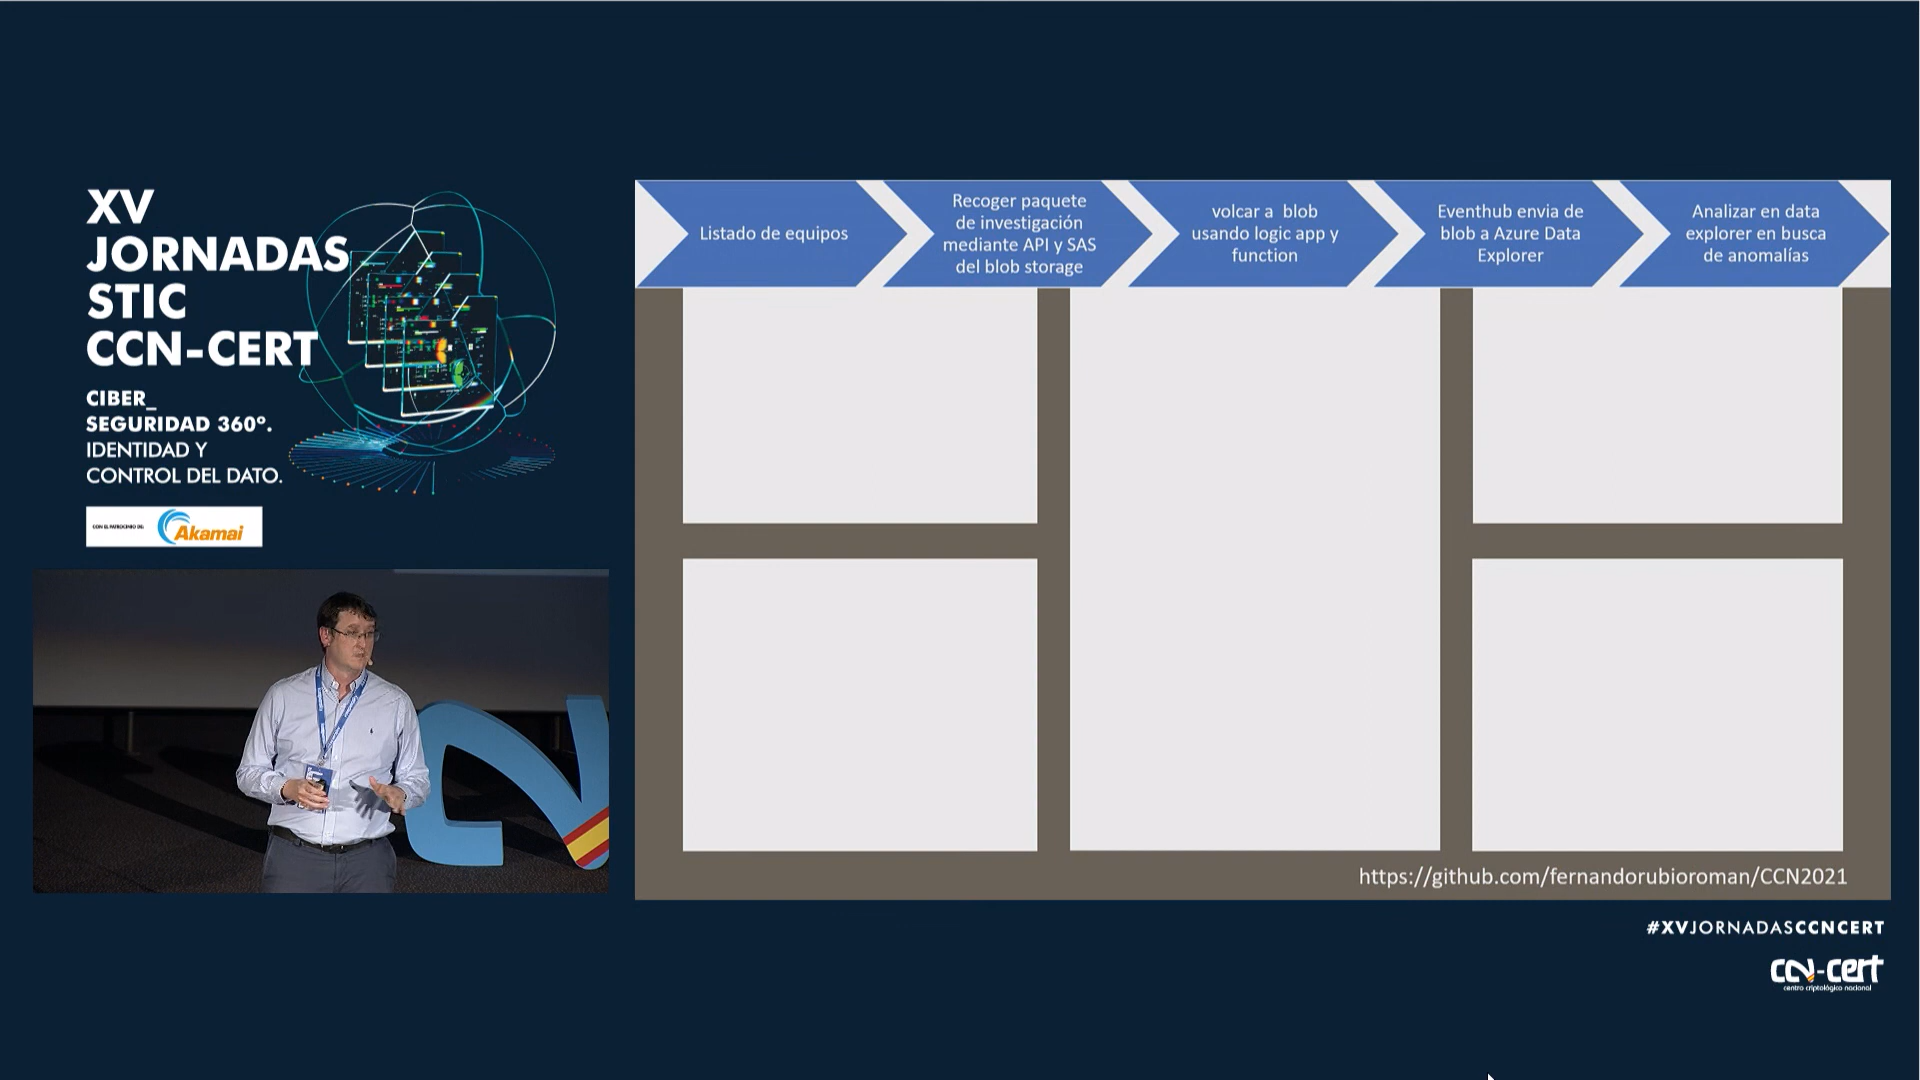 XV
JORNADAS
STIC
CCN-CERT
CIBER_
SEGURIDAD 360º.
IDENTIDAD Y
CONTROL DEL DATO.
CON EL PATROCINIO DE:
Akamai
Listado de equipos
Recoger paquete
de investigación
mediante API y SAS
del blob storage
volcar a  blob
usando logic app y
function
Eventhub envia de
blob a Azure Data
Explorer
Analizar en data
explorer en busca
de anomalías
https://github.com/fernandorubioroman/CCN2021
#XVJORNADASCCNCERT
ccn-cert
centro criptológico nacional